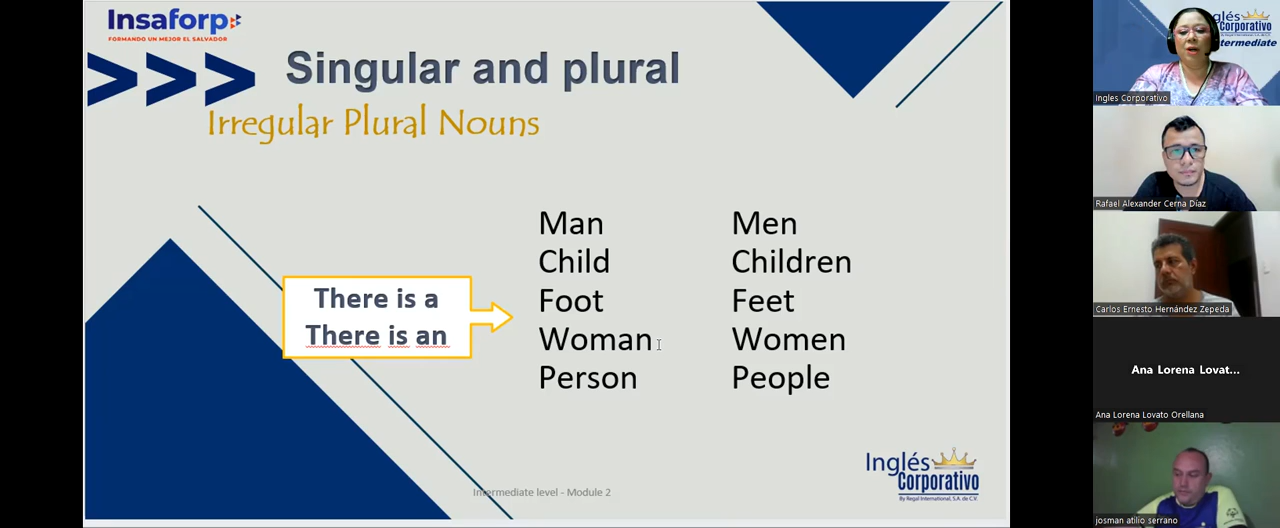 Insaforp
FORMANDO UN MEJOR EL SALVADOR
Singular and plural
Irregular Plural Nouns
There is a
There is an
Man Men
Child Children
Foot Feet
Woman Women
Person People
Intermediate level - Module 2
Inglés
Corporativo
By Regal International, S.A. de C.V.
Inglés Corporativo
Rafael Alexander Cerna Díaz
Carlos Ernesto Hernández Zepeda
Ana Lorena Lovat...
Ana Lorena Lovato Orellana
josman atilio serrano